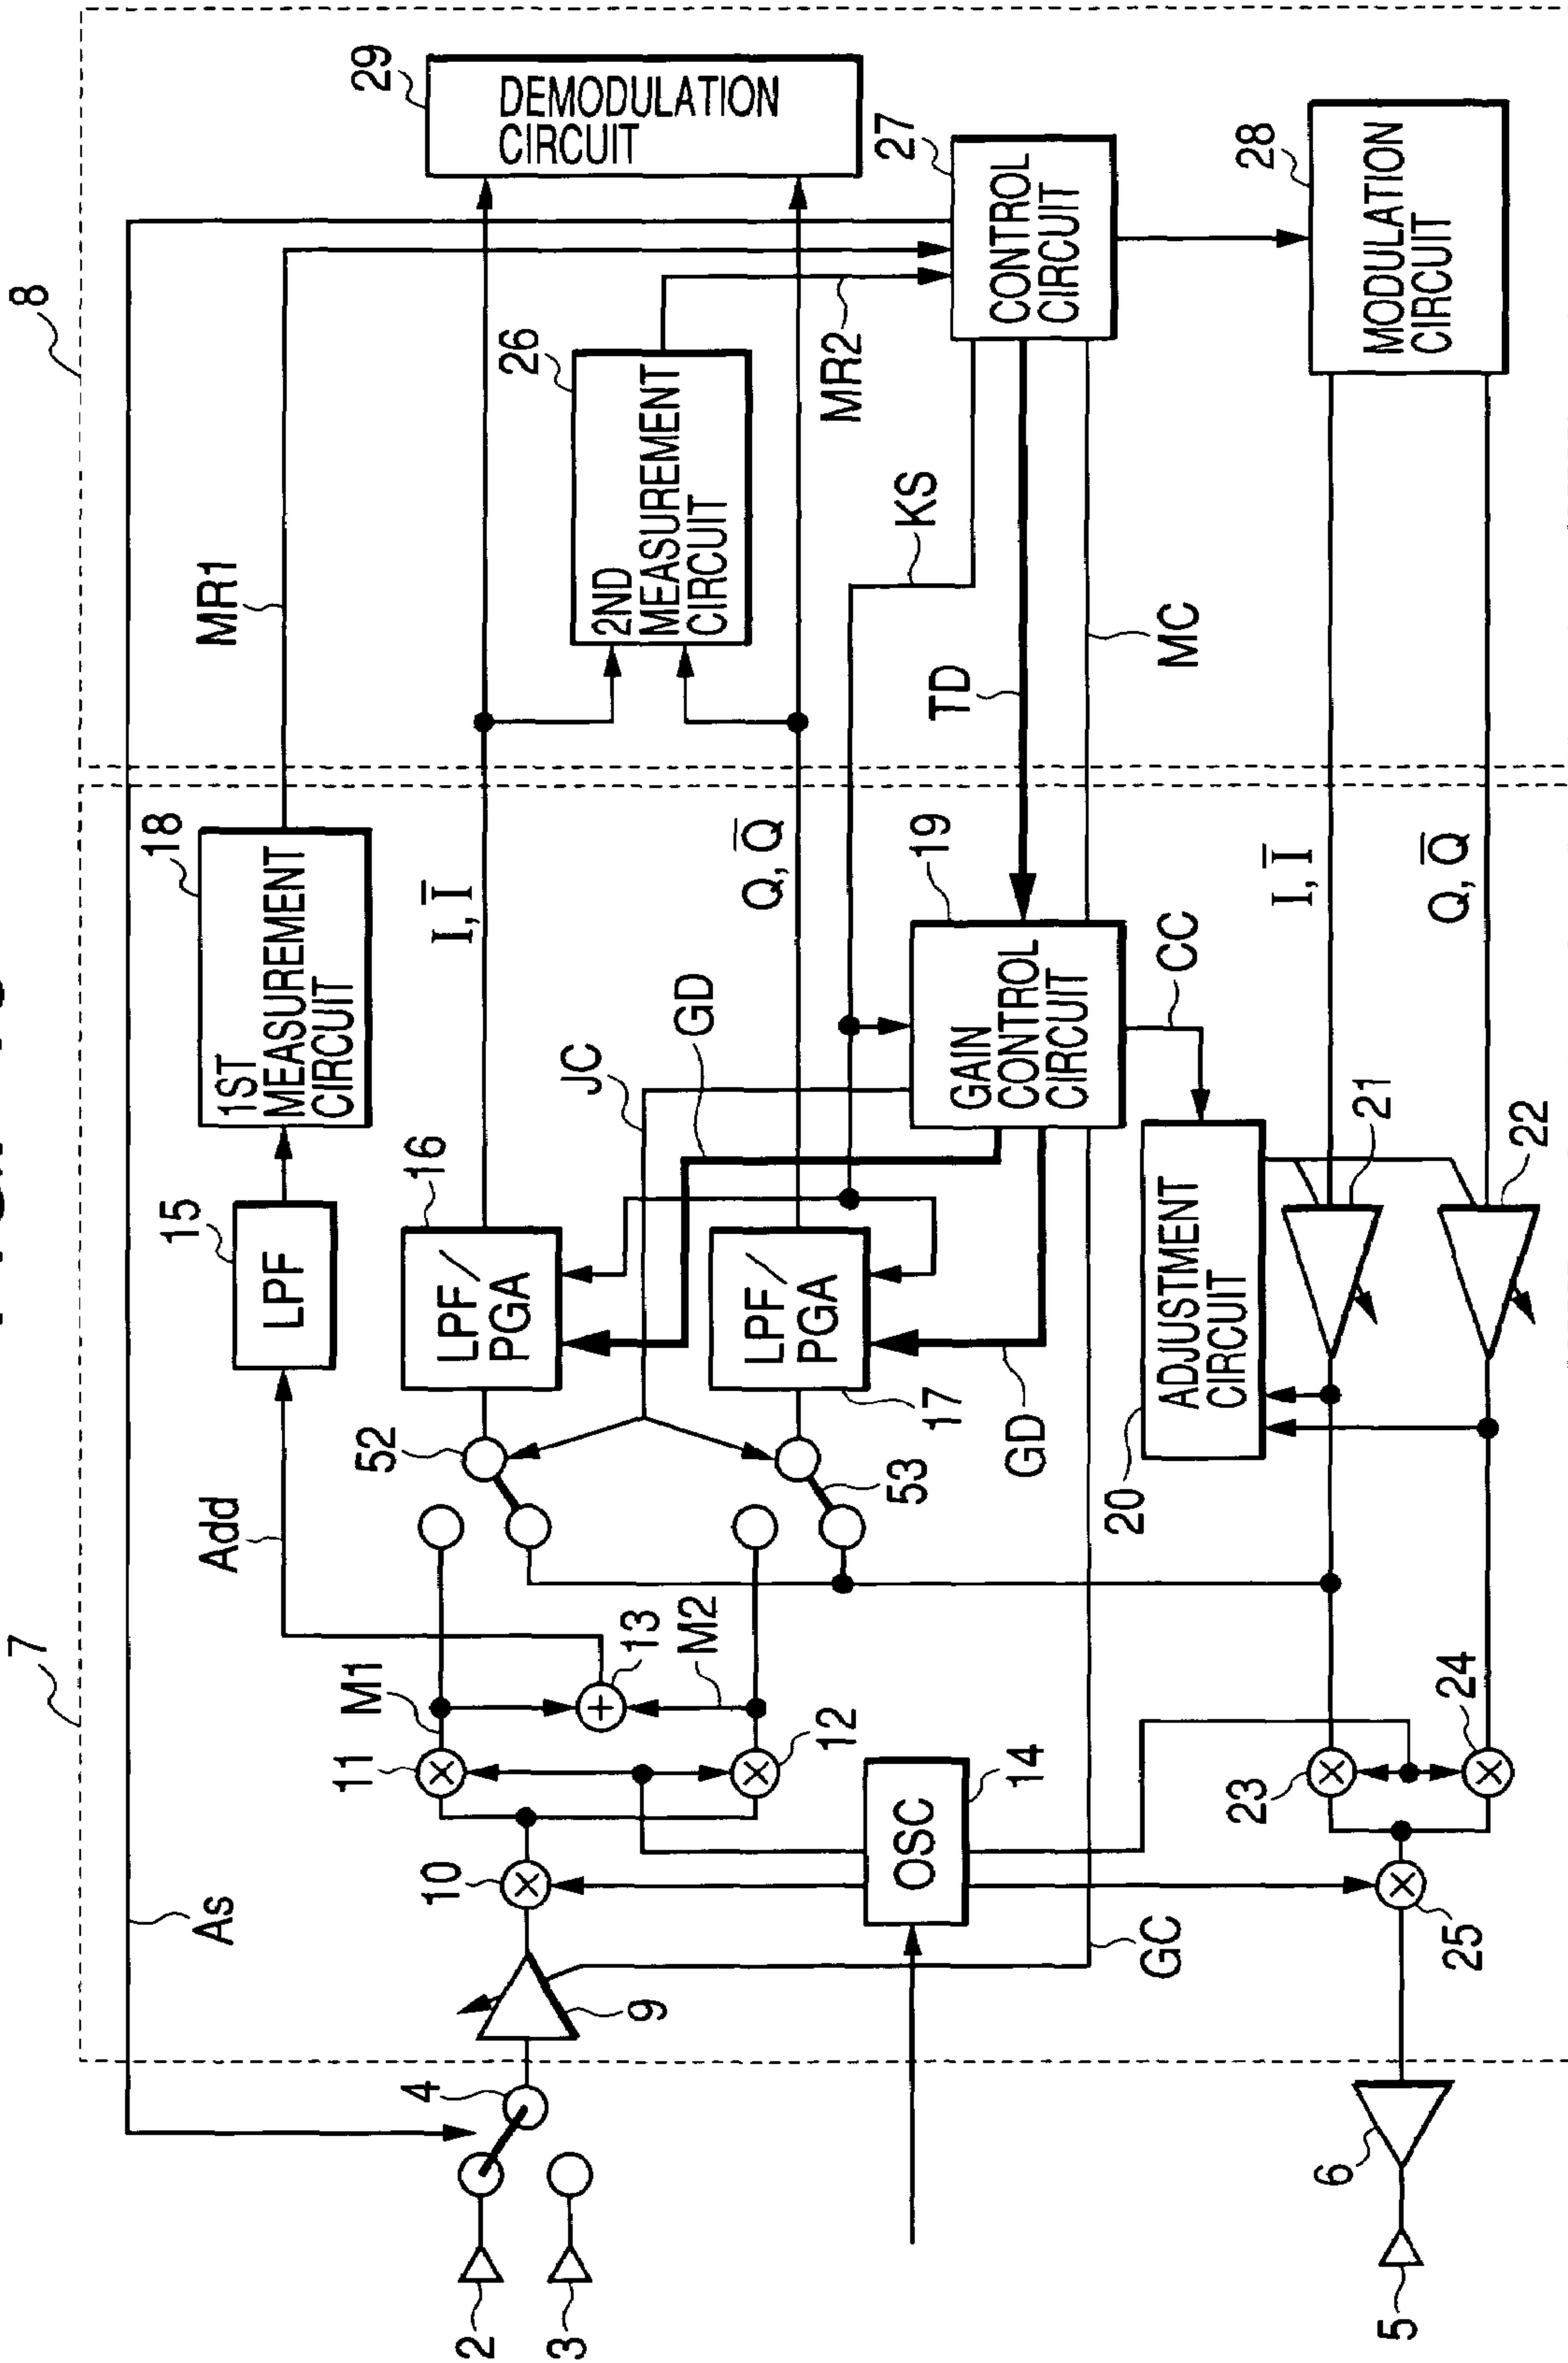 8
7
29
DEMODULATION
CIRCUIT
MR1
18
1ST
MEASUREMENT
CIRCUIT
15
LPF
Add
As
26
2ND
MEASUREMENT
CIRCUIT
MR2
27
CONTROL
CIRCUIT
28
MODULATION
CIRCUIT
KS
TD
MC
I, I̅
Q, Q̅
I, I̅
Q, Q̅
19
GAIN
CONTROL
CIRCUIT
CC
JC
GD
GD
16
LPF/
PGA
LPF/
PGA
17
52
53
20
ADJUSTMENT
CIRCUIT
21
22
M1
13
M2
11
12
10
14
OSC
GC
9
23
24
25
4
2
3
6
5